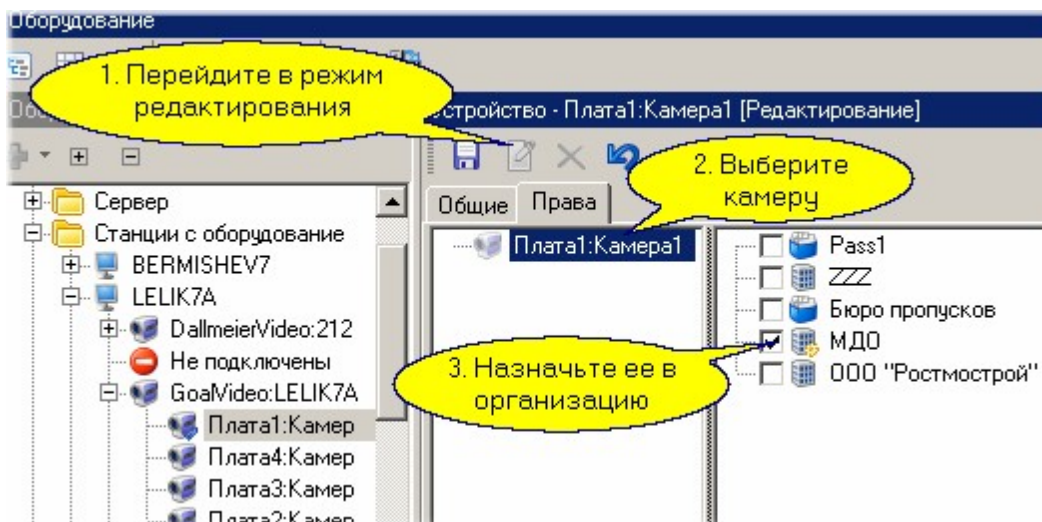 Оборудование
1. Перейдите в режим
редактирования
стройство - Плата1:Камера1 [Редактирование]
2. Выберите
камеру
Общие Права
Сервер
Станции с оборудование
BERMISHEV7
LELIK7A
DallmeierVideo:212
Не подключены
GoalVideo:LELIK7A
Плата1:Камер
Плата4:Камер
Плата3:Камер
Плата2:Камер
Плата1:Камера1
Pass1
ZZZ
Бюро пропусков
МДО
ООО "Ростмострой"
3. Назначьте ее в
организацию